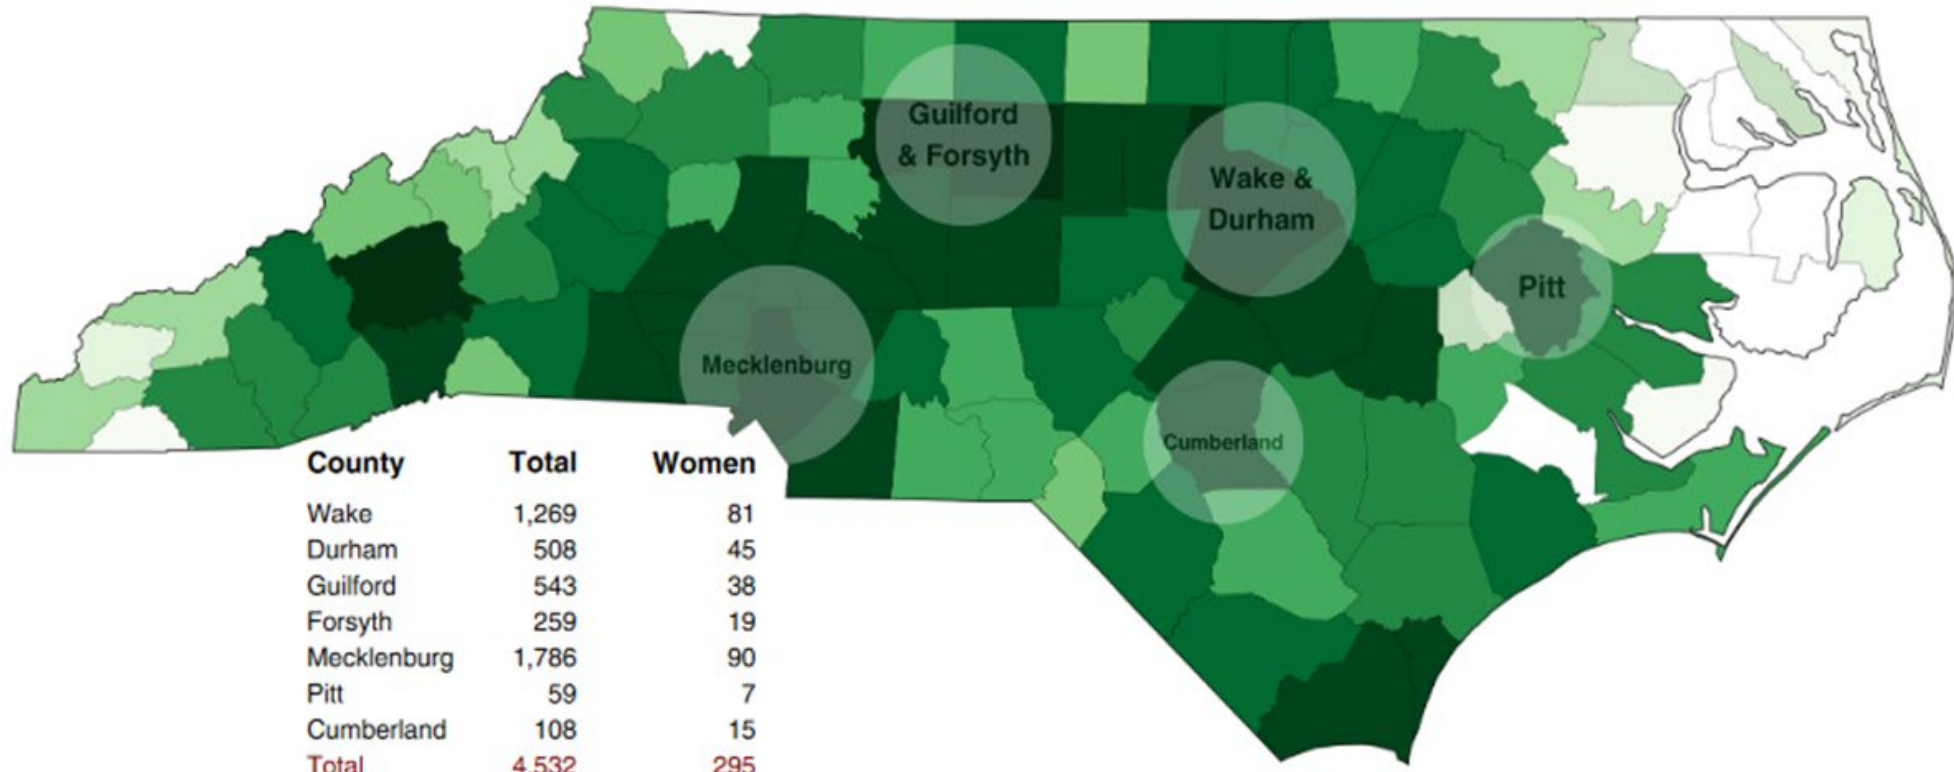 Guilford
& Forsyth
Wake &
Durham
Pitt
Mecklenburg
Cumberland
County Total Women
Wake 1,269 81
Durham 508 45
Guilford 543 38
Forsyth 259 19
Mecklenburg 1,786 90
Pitt 59 7
Cumberland 108 15
Total 4,532 295